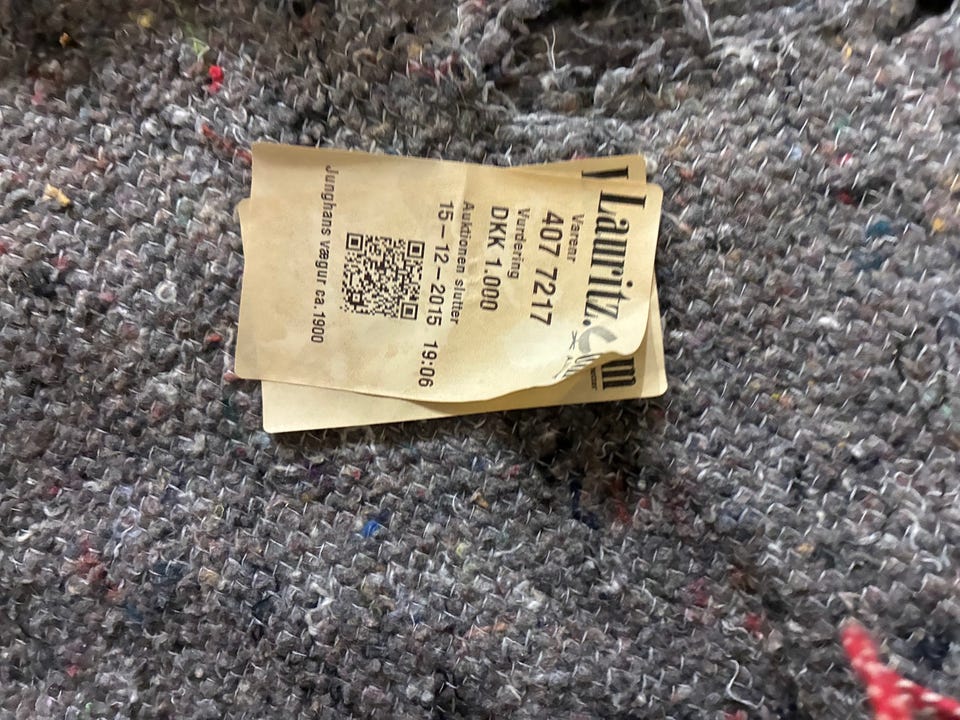 Lauritz.
Varenr
407 7217
Vurdering
DKK 1.000
Auktionen slutter
15-12-2015 19:06
Junghans vægur ca.1900